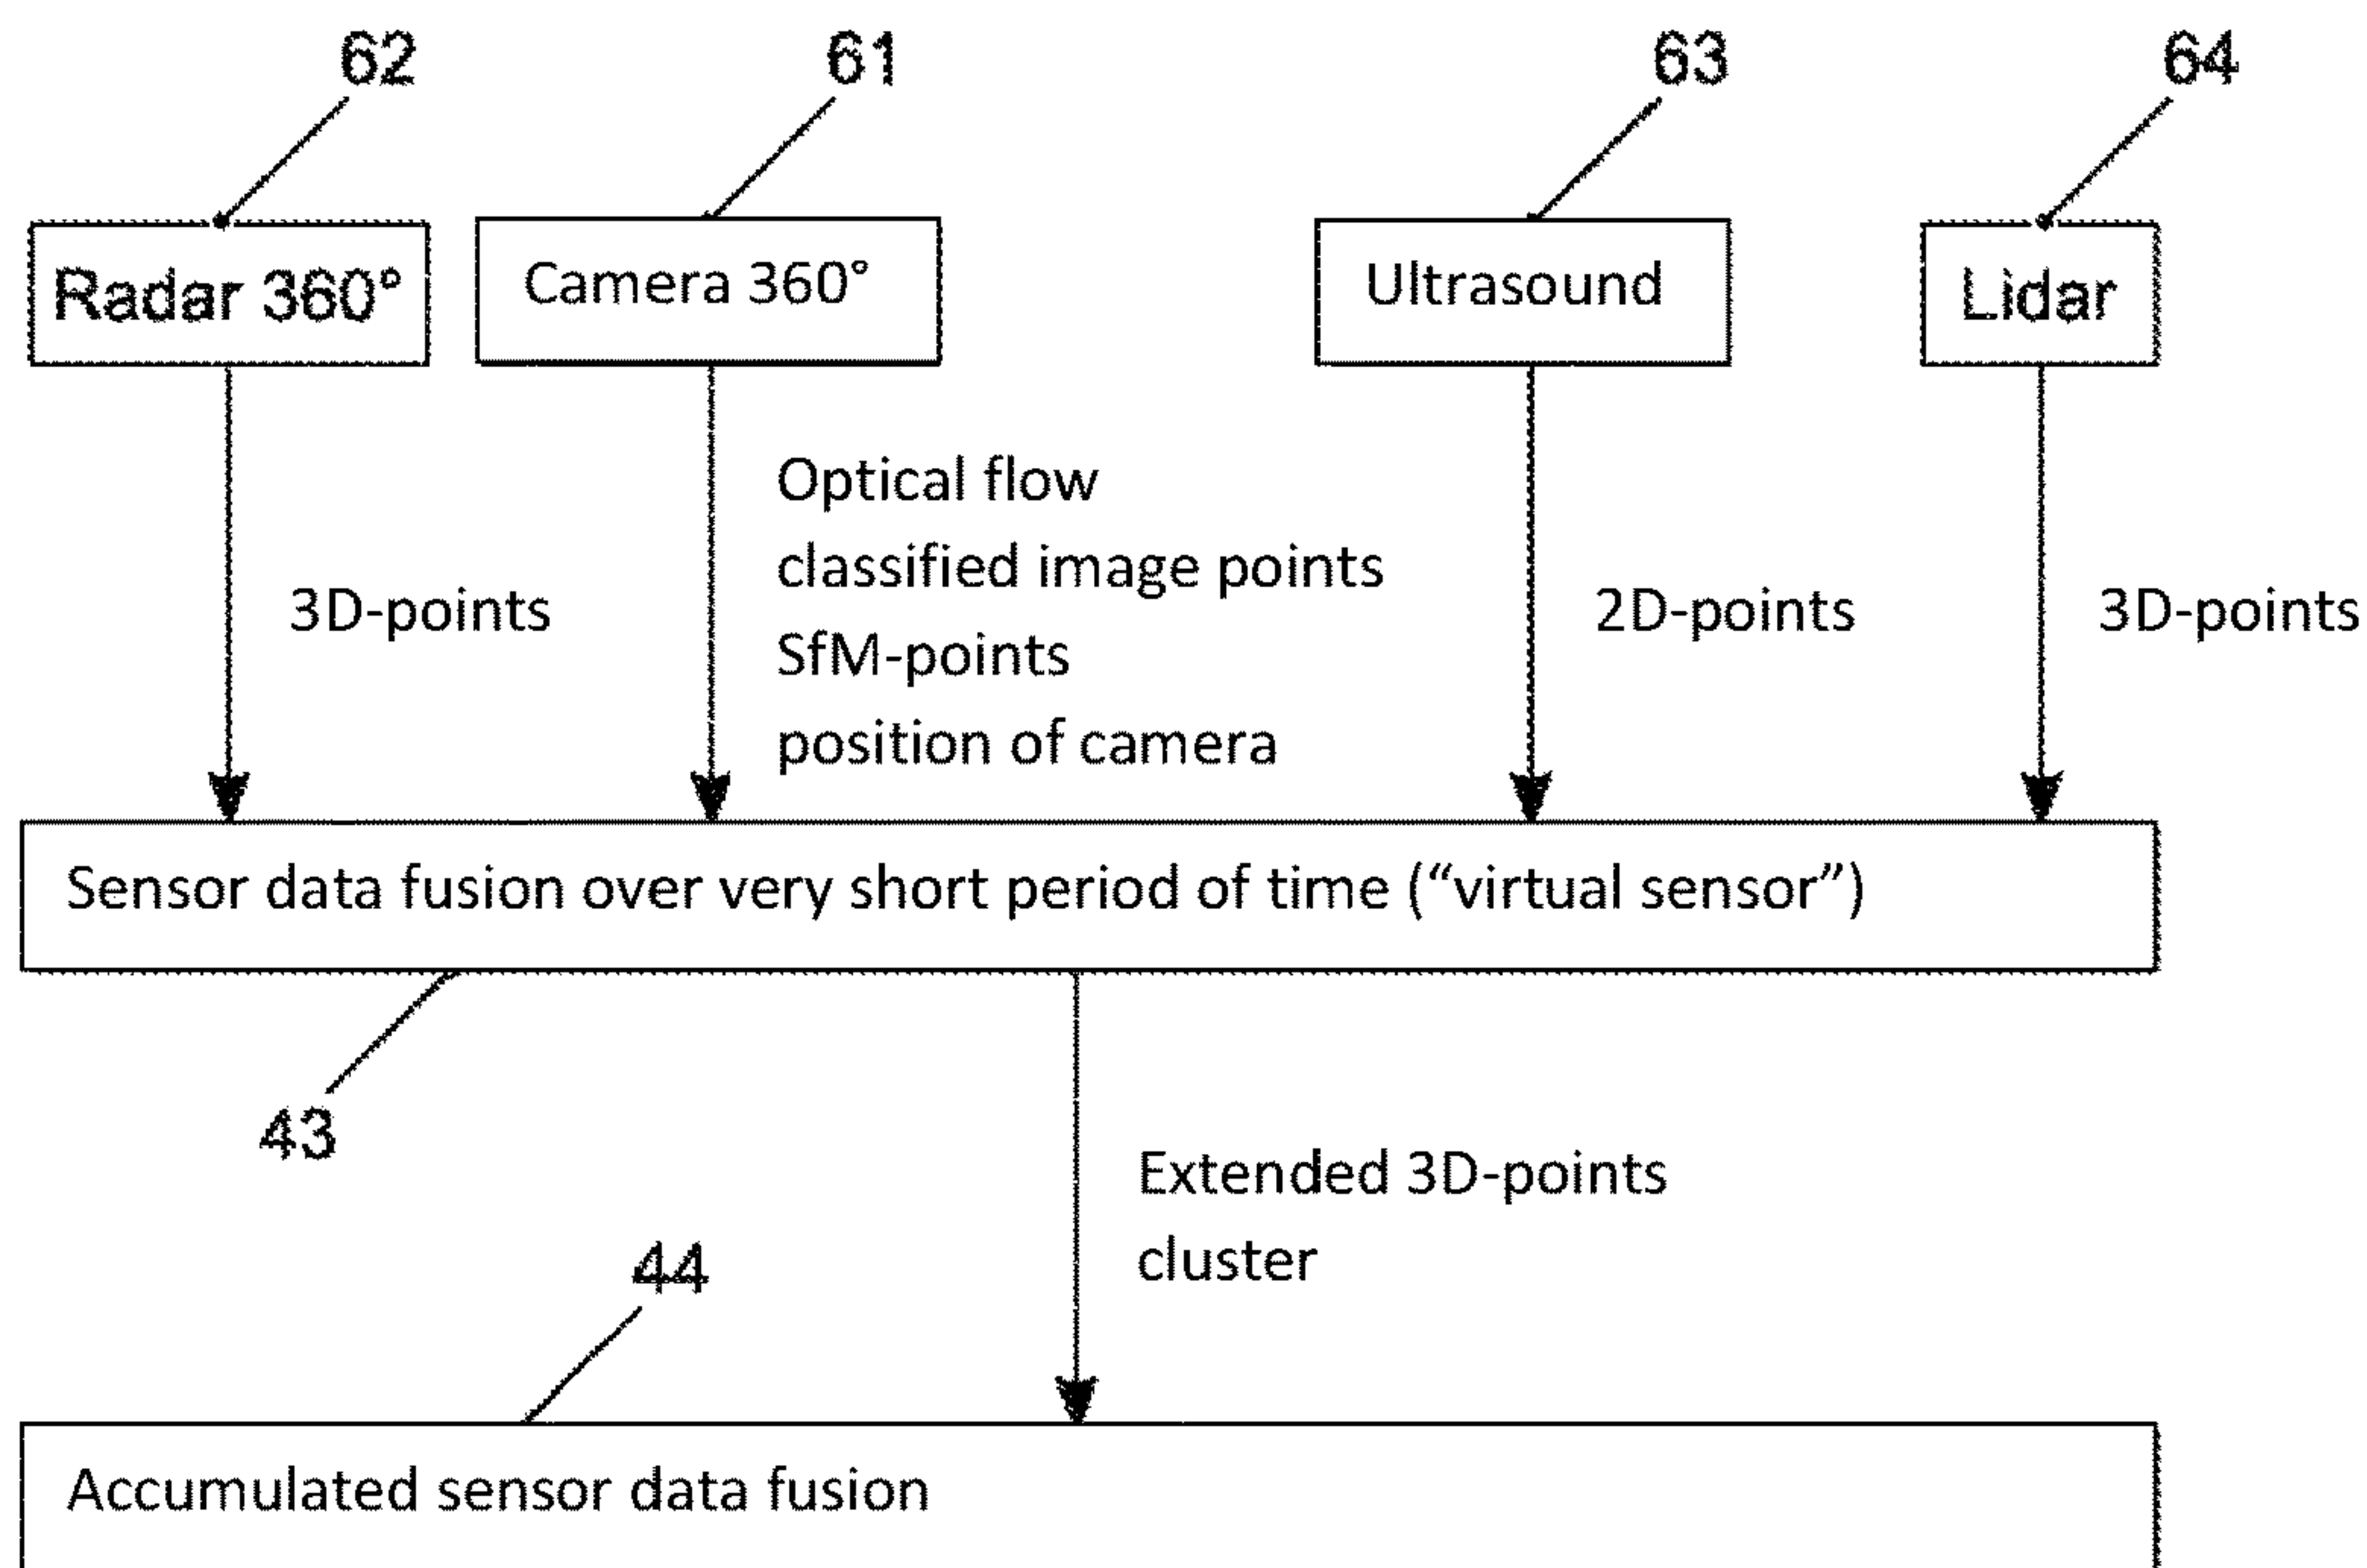 62
61
63
64
Radar 360°
Camera 360°
Ultrasound
Lidar
3D-points
Optical flow
classified image points
SfM-points
position of camera
2D-points
3D-points
Sensor data fusion over very short period of time (“virtual sensor”)
43
Extended 3D-points
cluster
44
Accumulated sensor data fusion